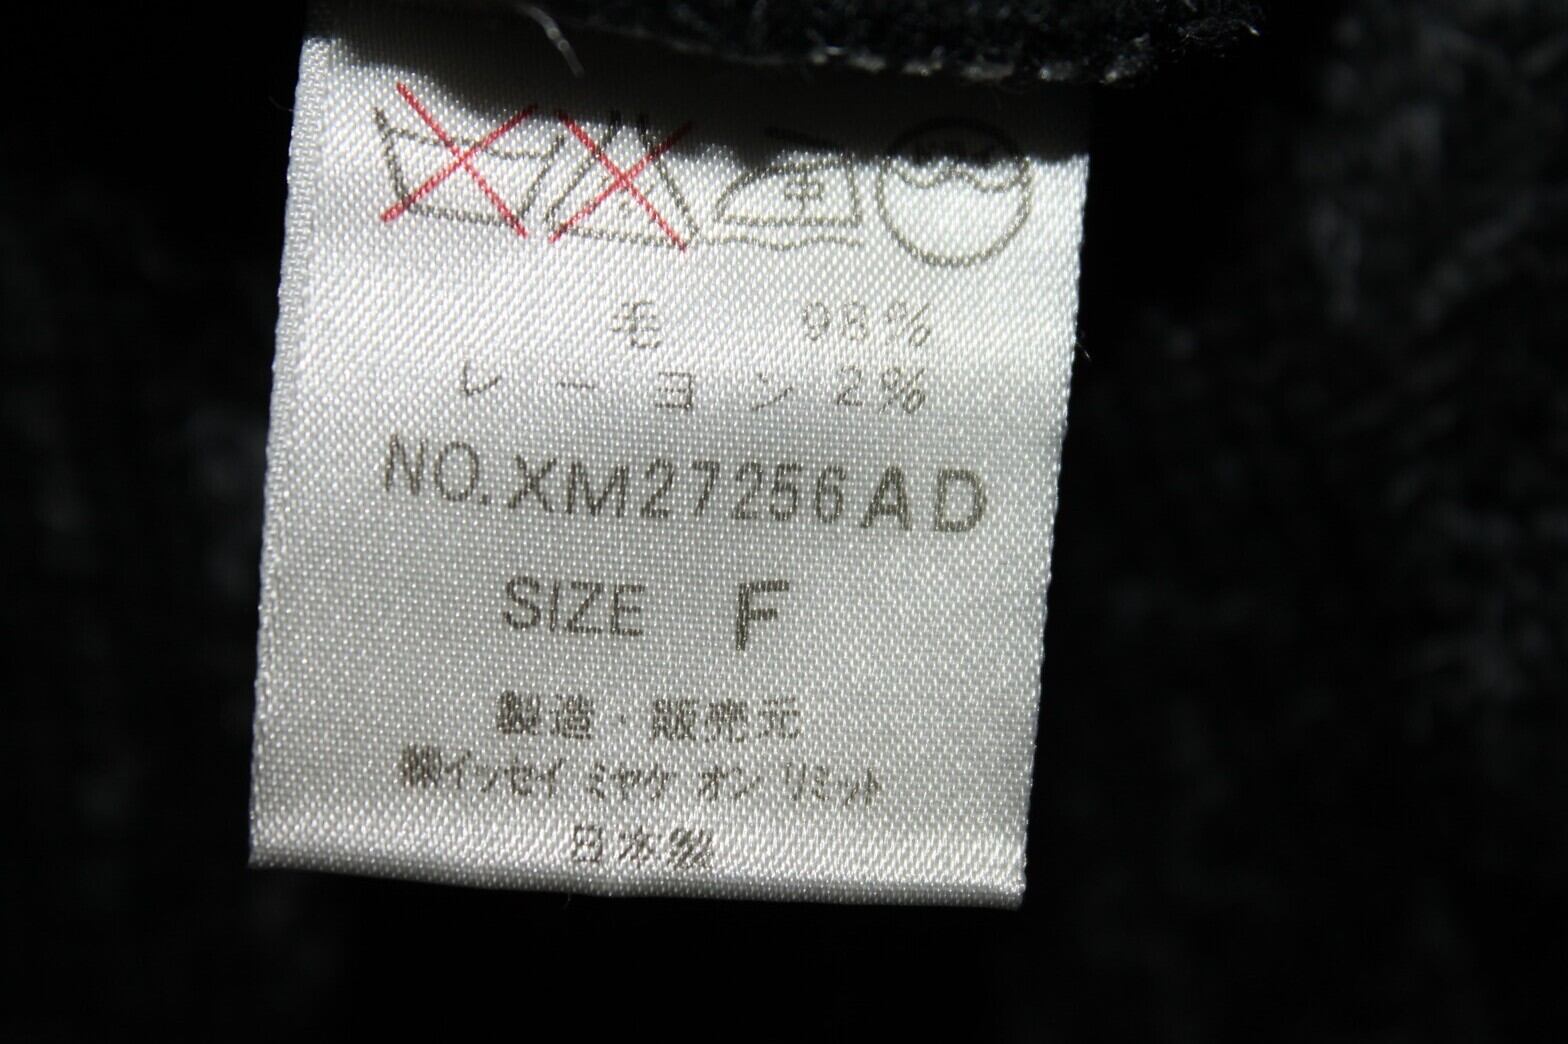 毛 98%
レーヨン 2%
NO.XM27256AD
SIZE F
製造・販売元
㈱イッセイ ミヤケ オン リミット
日本製